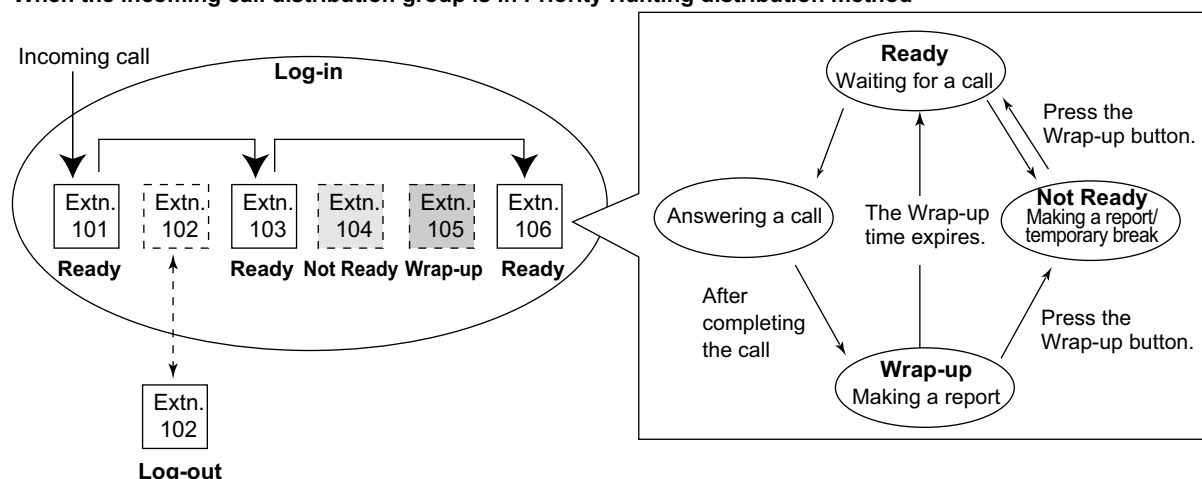 When the incoming call distribution group is in Priority Hunting distribution method
Incoming call
Log-in
Extn.
101
Extn.
102
Extn.
103
Extn.
104
Extn.
105
Extn.
106
Ready
Ready
Not Ready
Wrap-up
Ready
Extn.
102
Log-out
Ready
Waiting for a call
Press the
Wrap-up button.
Answering a call
The Wrap-up
time expires.
Not Ready
Making a report/
temporary break
After
completing
the call
Press the
Wrap-up button.
Wrap-up
Making a report